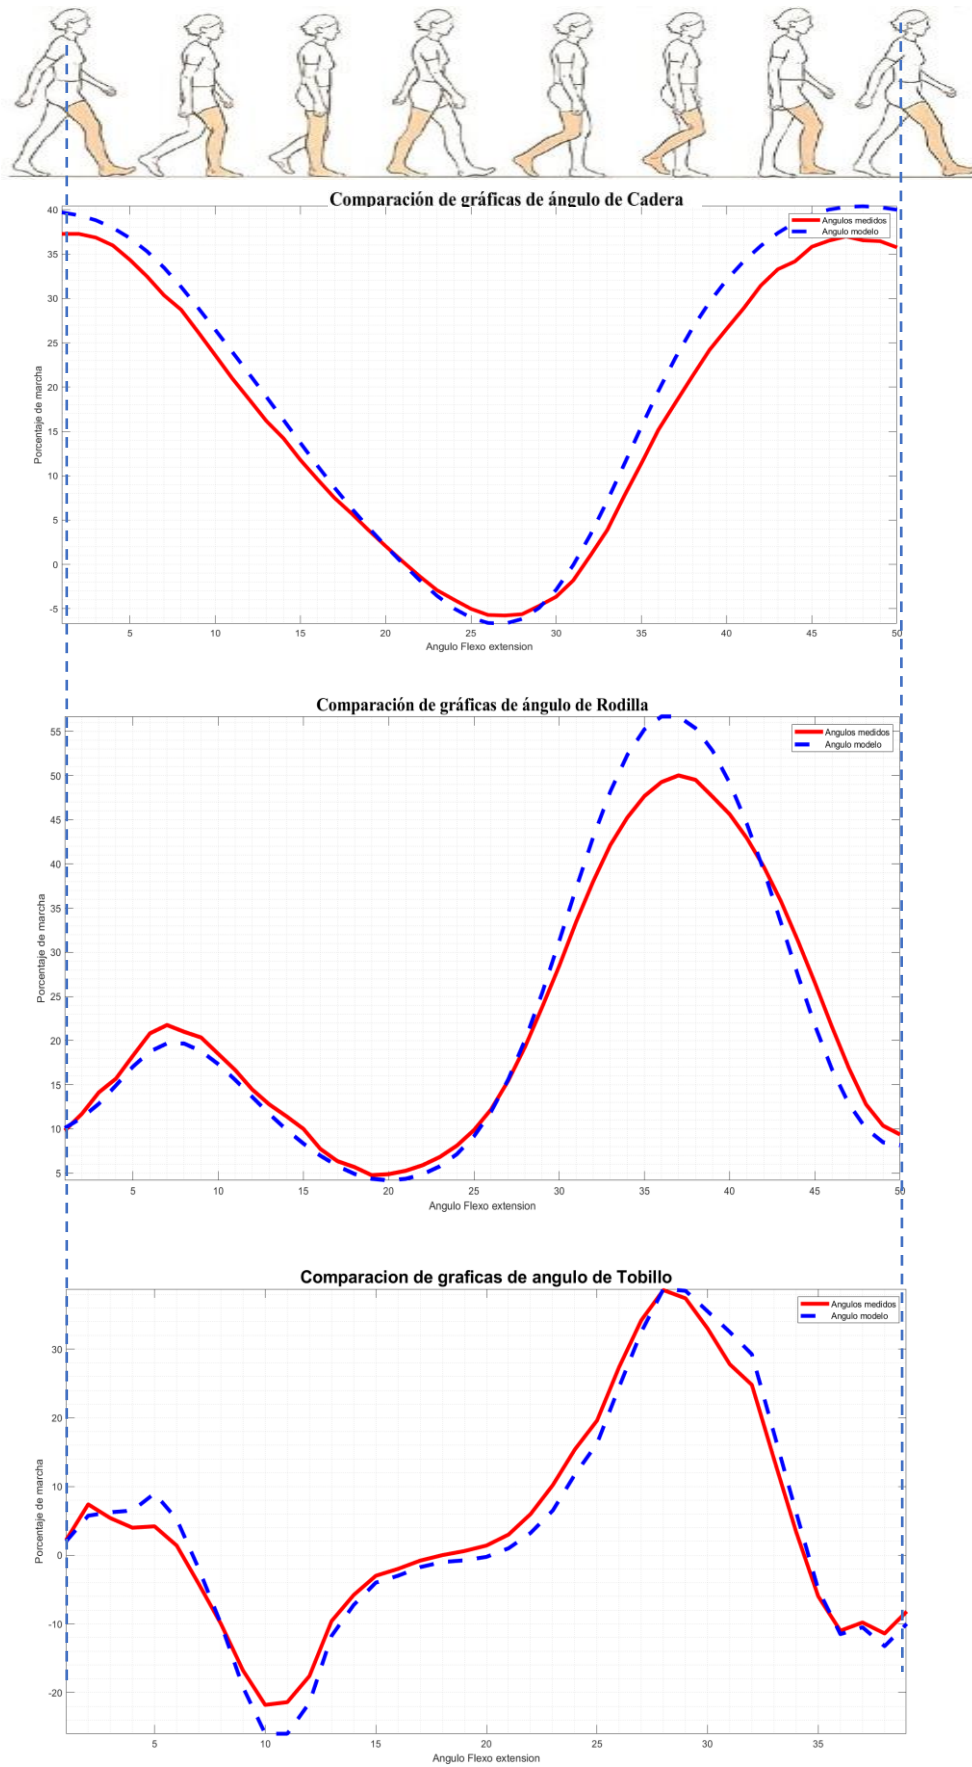 Comparación de gráficas de ángulo de Cadera
Angulos medidos
Angulo modelo
Porcentaje de marcha
40
35
30
25
20
15
10
5
0
-5
5 10 15 20 25 30 35 40 45 50
Angulo Flexo extension
Comparación de gráficas de ángulo de Rodilla
Angulos medidos
Angulo modelo
Porcentaje de marcha
55
50
45
40
35
30
25
20
15
10
5
5 10 15 20 25 30 35 40 45 50
Angulo Flexo extension
Comparacion de graficas de angulo de Tobillo
Angulos medidos
Angulo modelo
Porcentaje de marcha
30
20
10
0
-10
-20
5 10 15 20 25 30 35
Angulo Flexo extension